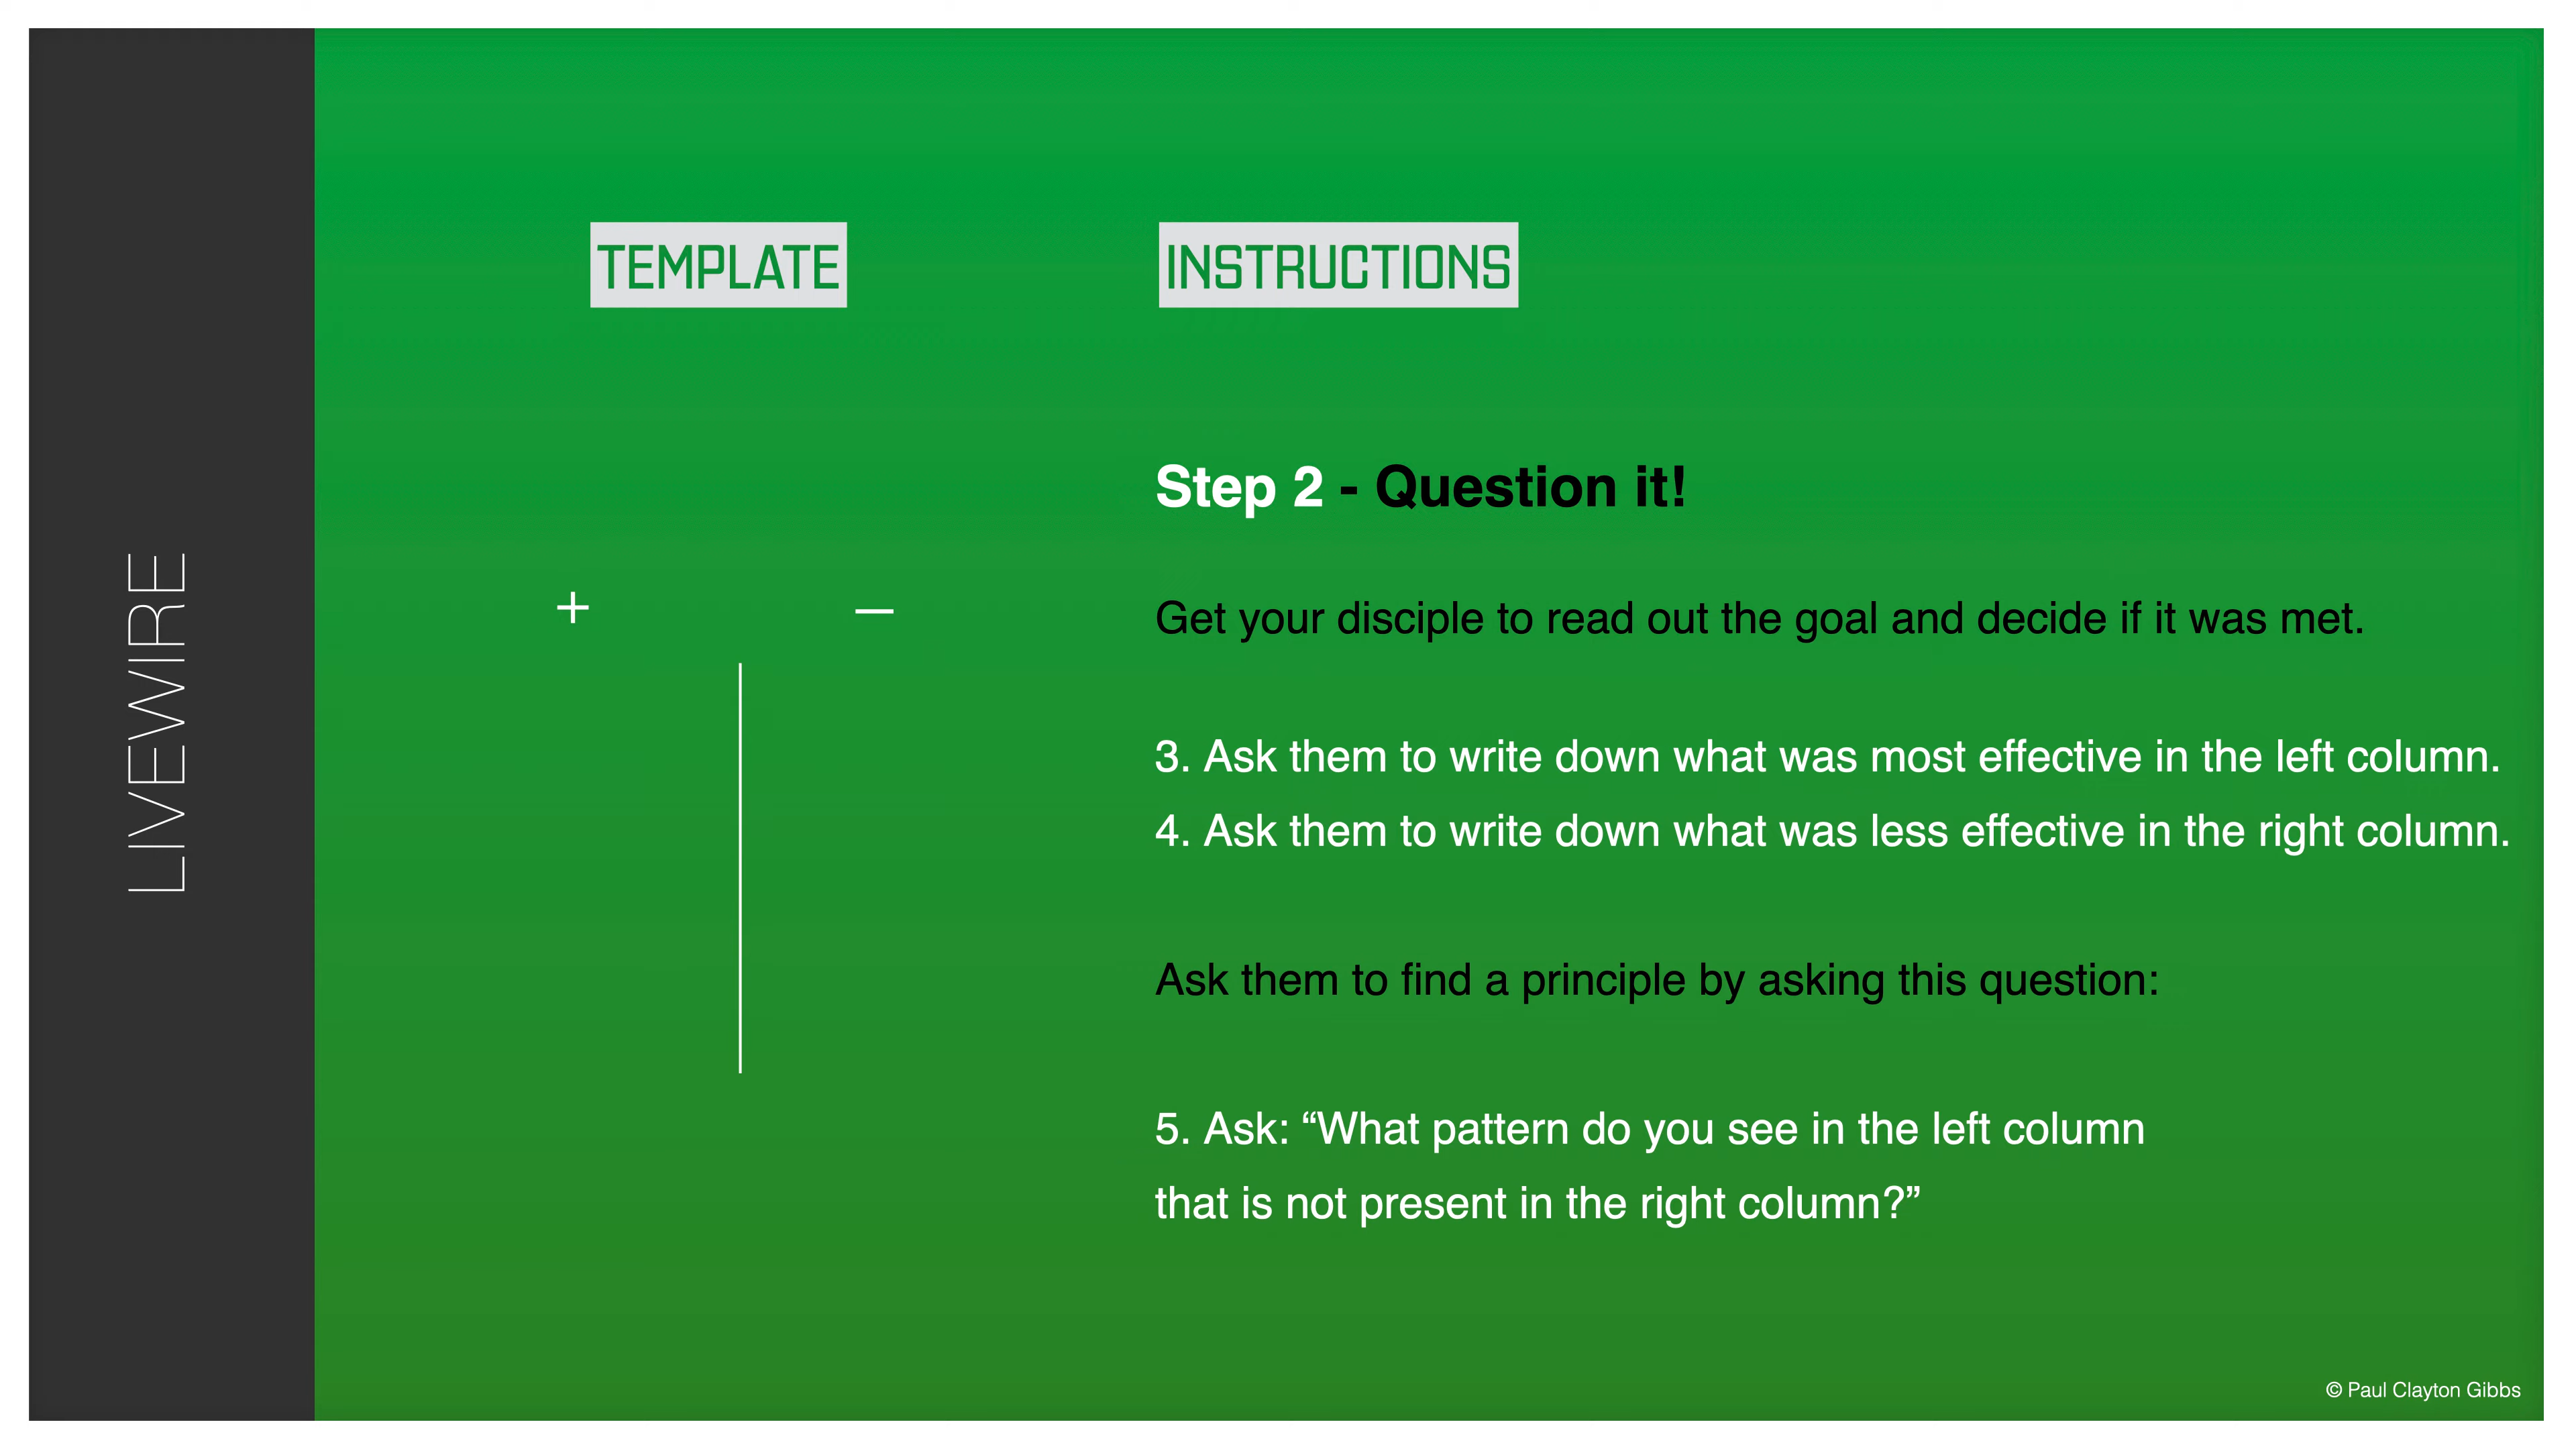 LIVEWIRE
TEMPLATE
INSTRUCTIONS
+ –
Step 2 - Question it!
Get your disciple to read out the goal and decide if it was met.
3. Ask them to write down what was most effective in the left column.
4. Ask them to write down what was less effective in the right column.
Ask them to find a principle by asking this question:
5. Ask: “What pattern do you see in the left column
that is not present in the right column?”
© Paul Clayton Gibbs